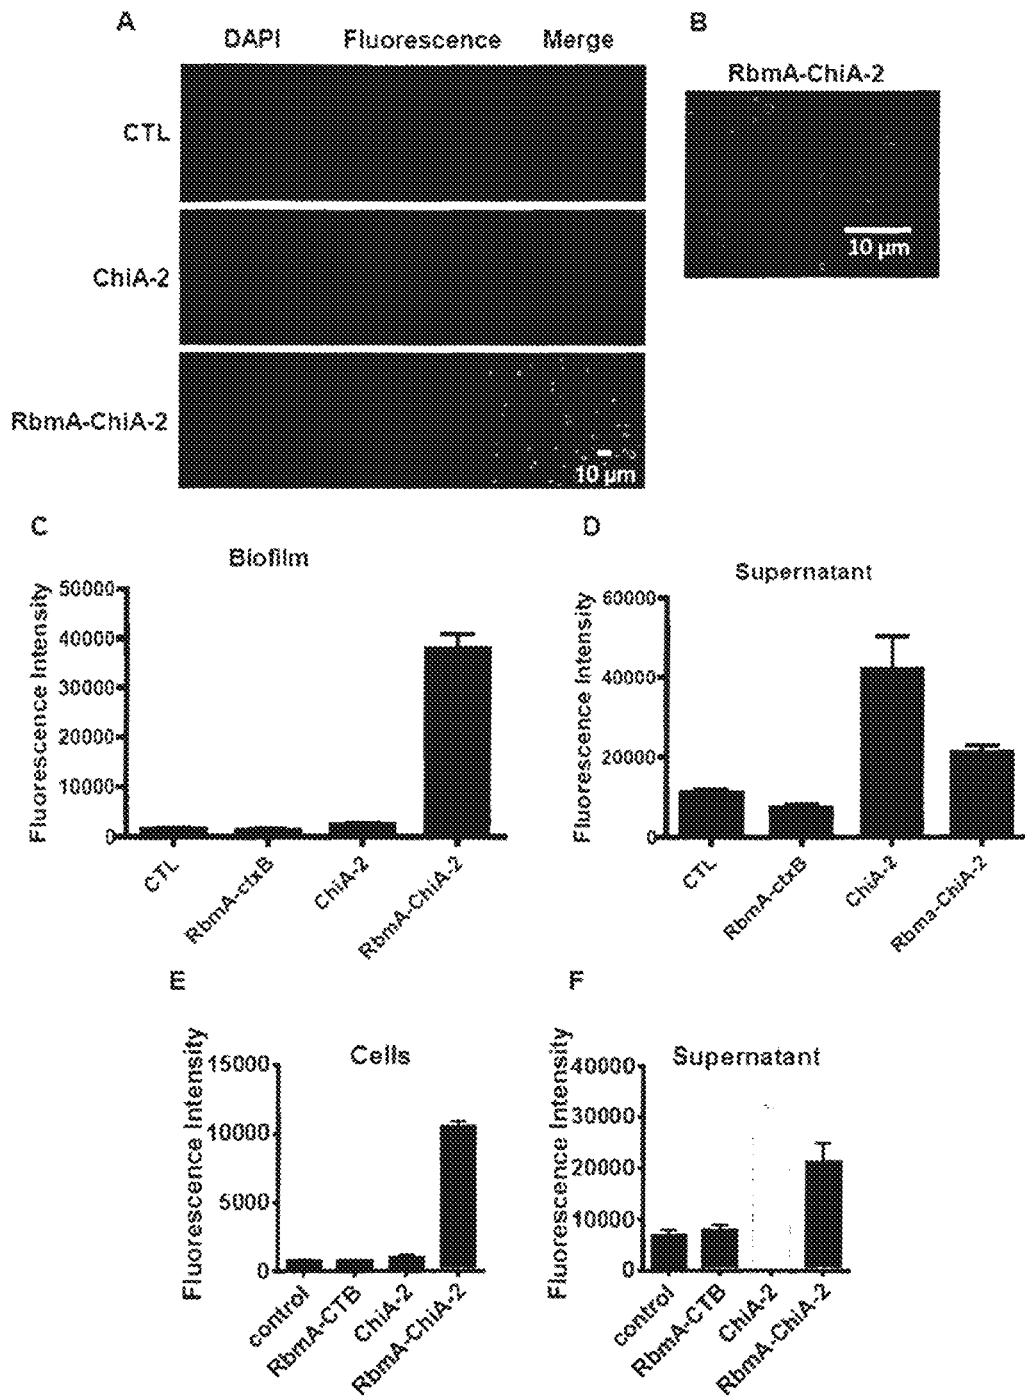 A
DAPI Fluorescence Merge
CTL
ChiA-2
RbmA-ChiA-2
10 µm
B
RbmA-ChiA-2
10 µm
C
Biofilm
Fluorescence Intensity
50000
40000
30000
20000
10000
0
CTL
RbmA-ctxB
ChiA-2
RbmA-ChiA-2
D
Supernatant
Fluorescence Intensity
60000
40000
20000
0
CTL
RbmA-ctxB
ChiA-2
Rbma-ChiA-2
E
Cells
Fluorescence Intensity
15000
10000
5000
0
control
RbmA-CTB
ChiA-2
RbmA-ChiA-2
F
Supernatant
Fluorescence Intensity
40000
30000
20000
10000
0
control
RbmA-CTB
ChiA-2
RbmA-ChiA-2